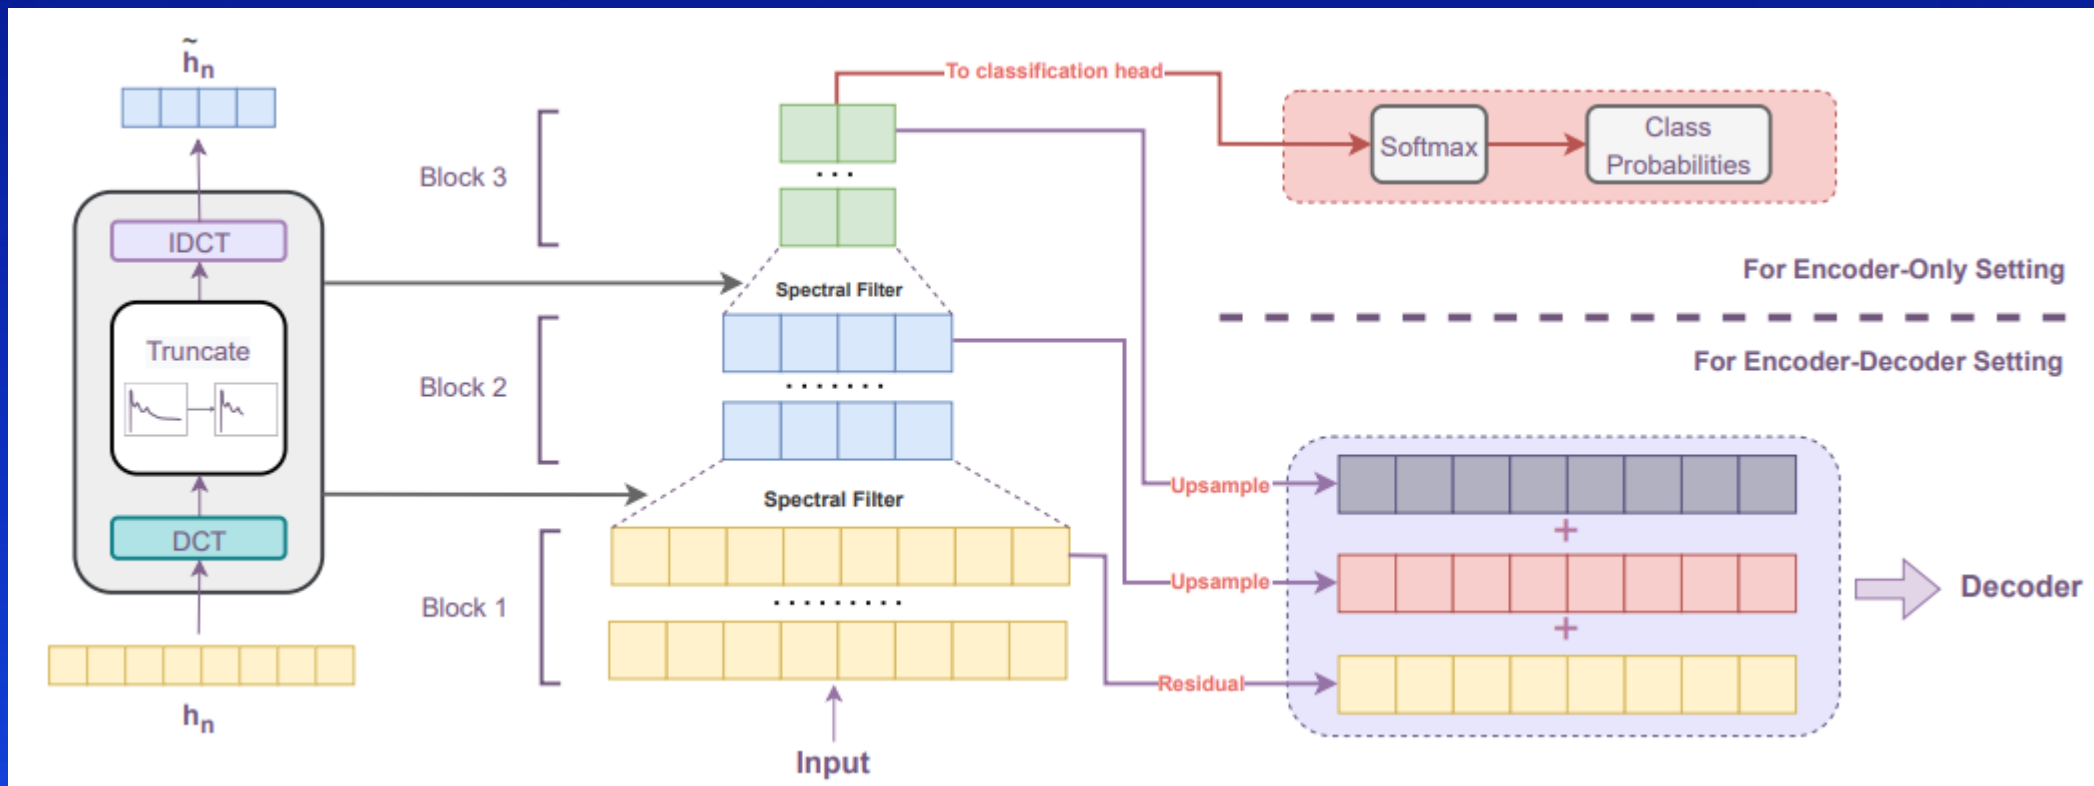 h̃n
IDCT
Truncate
DCT
hn
Block 3
Block 2
Block 1
To classification head
Spectral Filter
Spectral Filter
Input
Softmax
Class
Probabilities
For Encoder-Only Setting
For Encoder-Decoder Setting
Upsample
+
Upsample
+
Residual
Decoder